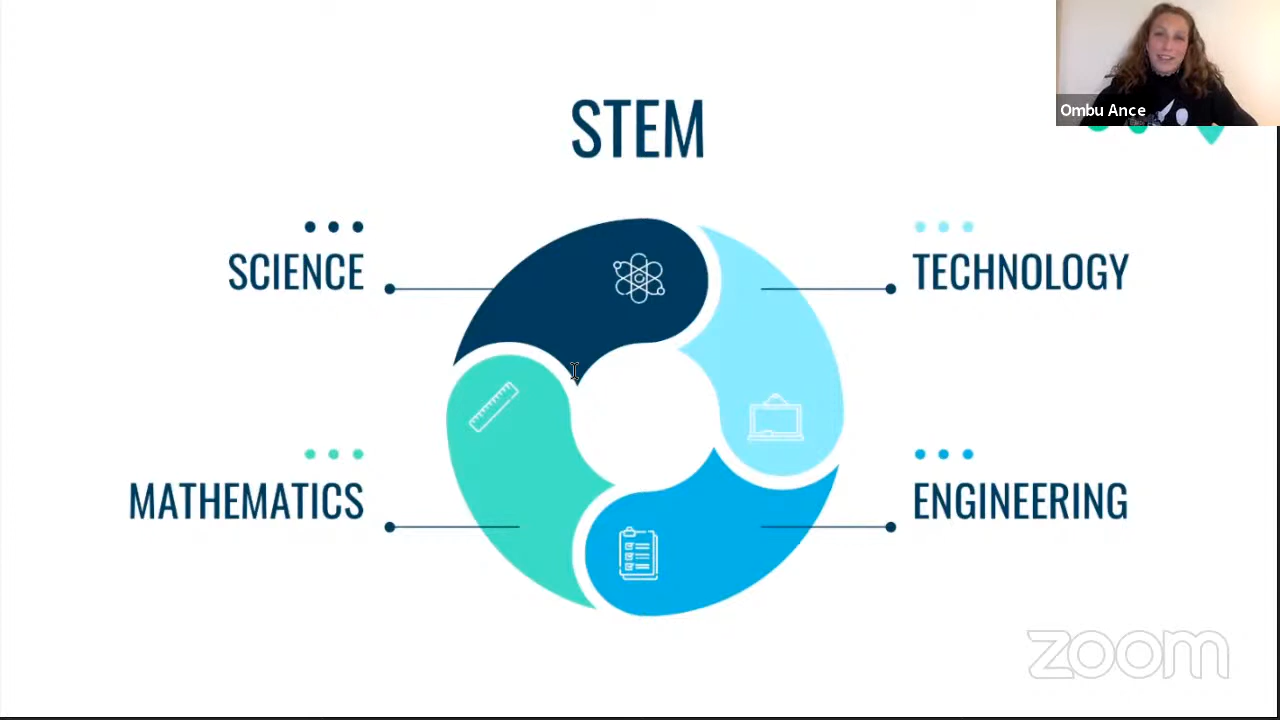 Ombu Ance
STEM
SCIENCE
TECHNOLOGY
MATHEMATICS
ENGINEERING
zoom